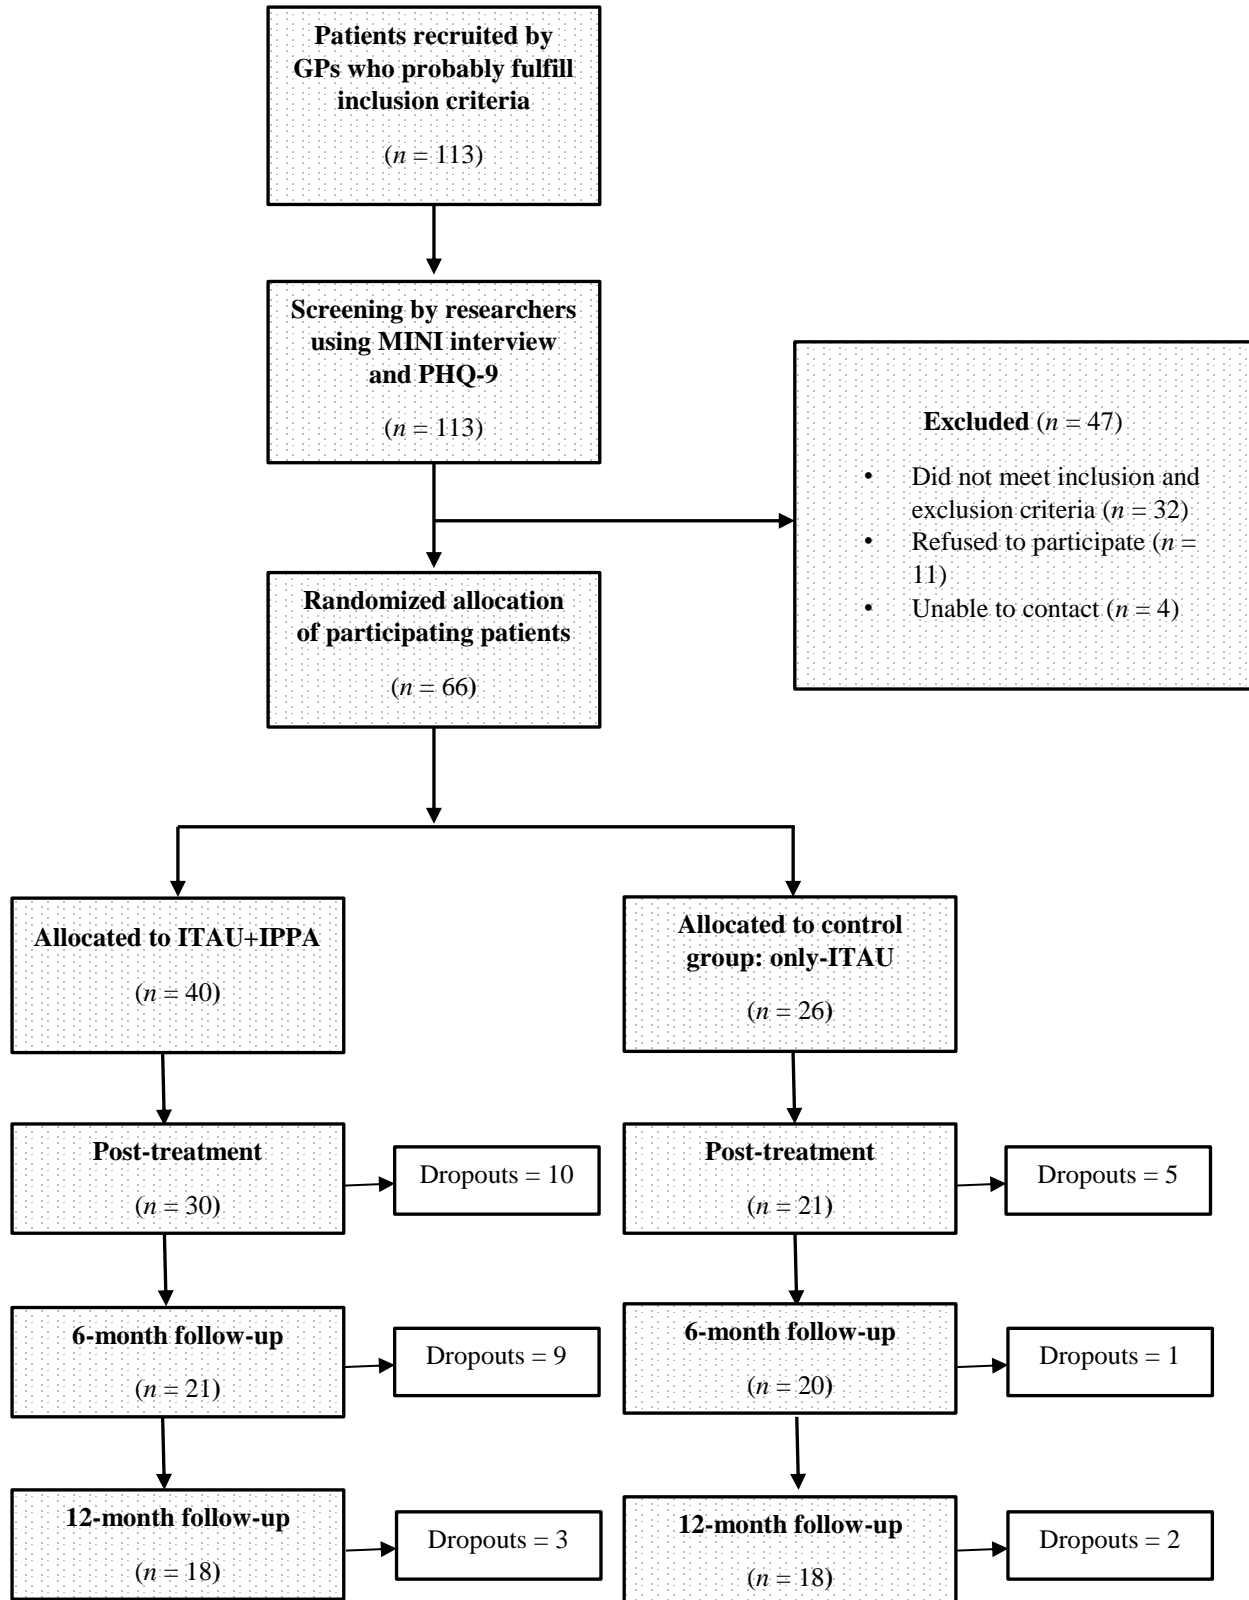 Patients recruited by
GPs who probably fulfill
inclusion criteria
(n = 113)
Screening by researchers
using MINI interview
and PHQ-9
(n = 113)
Excluded (n = 47)
• Did not meet inclusion and
exclusion criteria (n = 32)
• Refused to participate (n =
11)
• Unable to contact (n = 4)
Randomized allocation
of participating patients
(n = 66)
Allocated to ITAU+IPPA
(n = 40)
Allocated to control
group: only-ITAU
(n = 26)
Post-treatment
(n = 30)
Dropouts = 10
Post-treatment
(n = 21)
Dropouts = 5
6-month follow-up
(n = 21)
Dropouts = 9
6-month follow-up
(n = 20)
Dropouts = 1
12-month follow-up
(n = 18)
Dropouts = 3
12-month follow-up
(n = 18)
Dropouts = 2